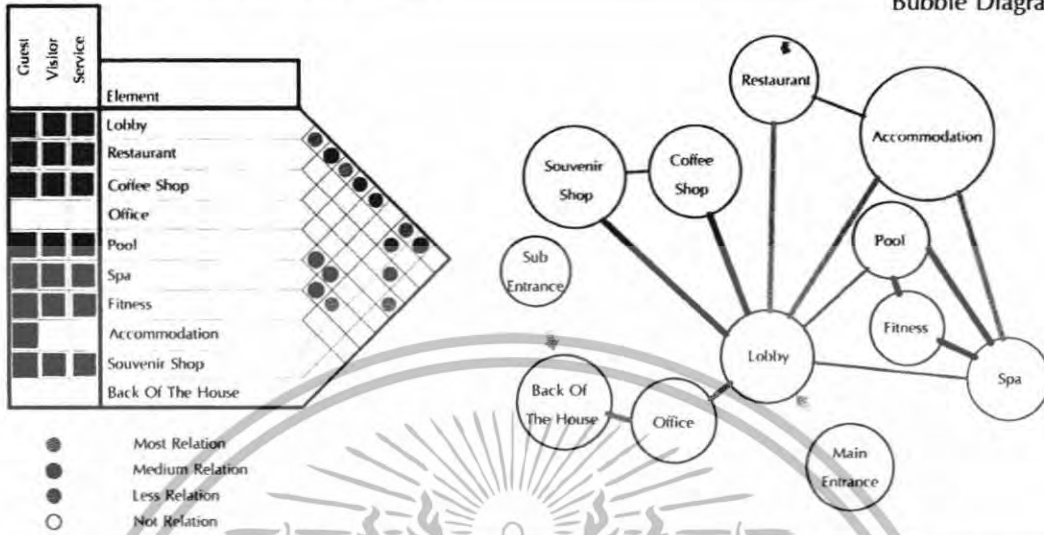 Bubble Diagra
Guest
Visitor
Service
Element
Lobby
Restaurant
Coffee Shop
Office
Pool
Spa
Fitness
Accommodation
Souvenir Shop
Back Of The House
Most Relation
Medium Relation
Less Relation
Not Relation
Restaurant
Accommodation
Souvenir
Shop
Coffee
Shop
Pool
Sub
Entrance
Fitness
Lobby
Spa
Back Of
The House
Office
Main
Entrance